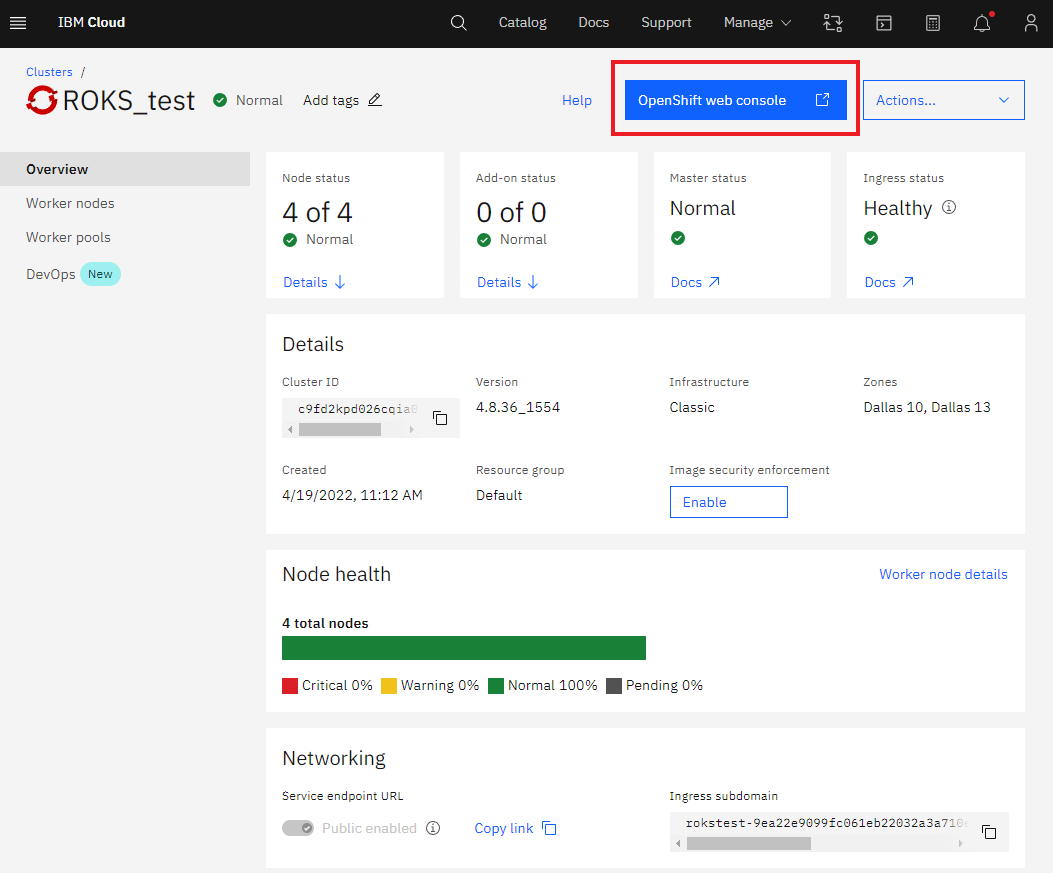 IBM Cloud Catalog Docs Support Manage
Clusters /
ROKS_test Normal Add tags Help OpenShift web console Actions...
Overview
Worker nodes
Worker pools
DevOps New
Node status
4 of 4
Normal
Details
Add-on status
0 of 0
Normal
Details
Master status
Normal
Docs
Ingress status
Healthy
Docs
Details
Cluster ID
c9fd2kpd026cqia0
Version
4.8.36_1554
Infrastructure
Classic
Zones
Dallas 10, Dallas 13
Created
4/19/2022, 11:12 AM
Resource group
Default
Image security enforcement
Enable
Node health
Worker node details
4 total nodes
Critical 0% Warning 0% Normal 100% Pending 0%
Networking
Service endpoint URL
Public enabled Copy link
Ingress subdomain
rokstest-9ea22e9099fc061eb22032a3a710